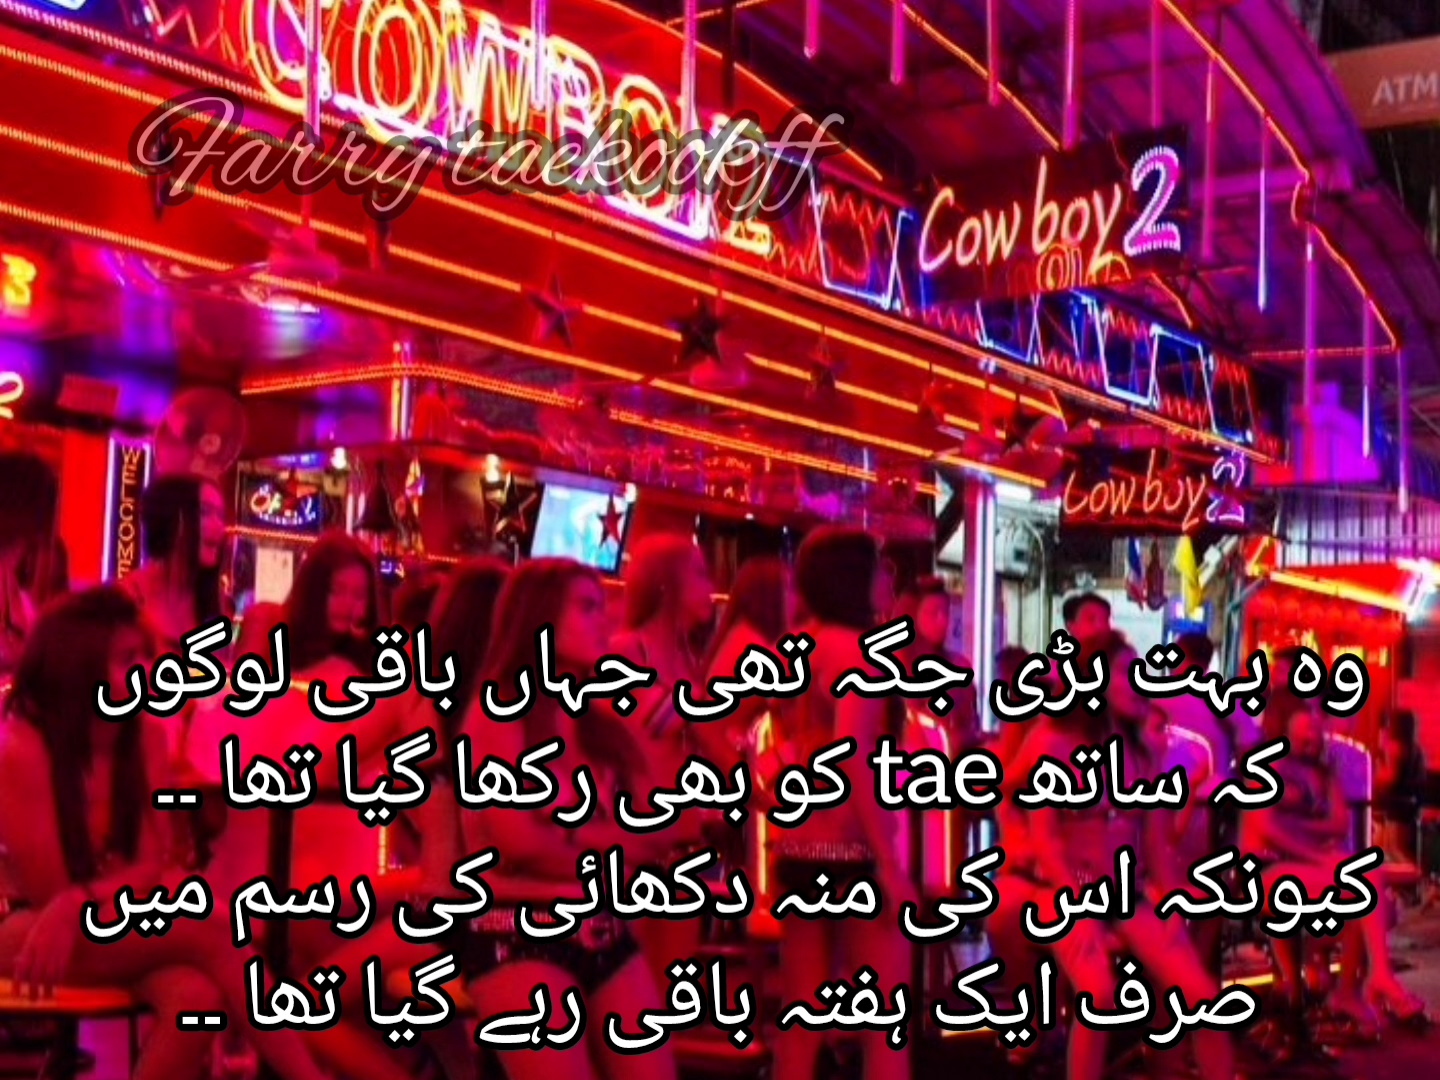 COWBOY
ATM
Farry taekookff
Cowboy 2
WELCOME
Cowboy 2
وہ بہت بڑی جگہ تھی جہاں باقی لوگوں
کہ ساتھ tae کو بھی رکھا گیا تھا --
کیونکہ اس کی منہ دکھائی کی رسم میں
صرف ایک ہفتہ باقی رہے گیا تھا --